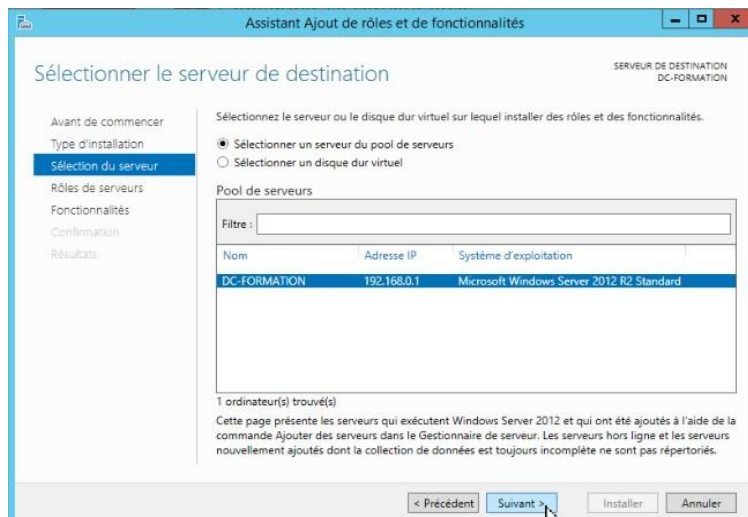 Assistant Ajout de rôles et de fonctionnalités
Sélectionner le serveur de destination
SERVEUR DE DESTINATION
DC-FORMATION
Avant de commencer
Type d'installation
Sélection du serveur
Rôles de serveurs
Fonctionnalités
Confirmation
Résultats
Sélectionnez le serveur ou le disque dur virtuel sur lequel installer des rôles et des fonctionnalités.
Sélectionner un serveur du pool de serveurs
Sélectionner un disque dur virtuel
Pool de serveurs
Filtre :
Nom Adresse IP Système d'exploitation
DC-FORMATION 192.168.0.1 Microsoft Windows Server 2012 R2 Standard
1 ordinateur(s) trouvé(s)
Cette page présente les serveurs qui exécutent Windows Server 2012 et qui ont été ajoutés à l'aide de la
commande Ajouter des serveurs dans le Gestionnaire de serveur. Les serveurs hors ligne et les serveurs
nouvellement ajoutés dont la collection de données est toujours incomplète ne sont pas répertoriés.
< Précédent Suivant > Installer Annuler